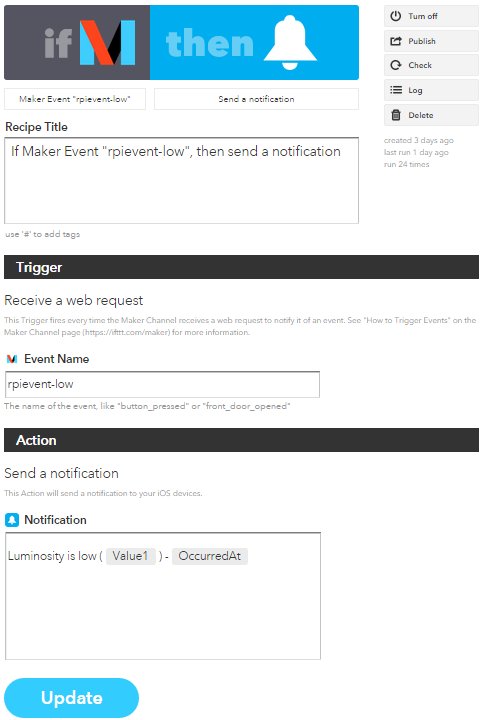 if then
Turn off
Publish
Check
Log
Delete
Maker Event "rpievent-low"
Send a notification
created 3 days ago
last run 1 day ago
run 24 times
Recipe Title
If Maker Event "rpievent-low", then send a notification
use '#' to add tags
Trigger
Receive a web request
This Trigger fires every time the Maker Channel receives a web request to notify it of an event. See "How to Trigger Events" on the
Maker Channel page (https://ifttt.com/maker) for more information.
Event Name
rpievent-low
The name of the event, like "button_pressed" or "front_door_opened"
Action
Send a notification
This Action will send a notification to your iOS devices.
Notification
Luminosity is low ( Value1 ) - OccurredAt
Update